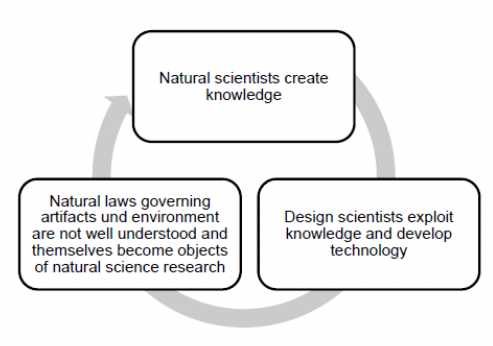 Natural scientists create
knowledge
Design scientists exploit
knowledge and develop
technology
Natural laws governing
artifacts und environment
are not well understood and
themselves become objects
of natural science research